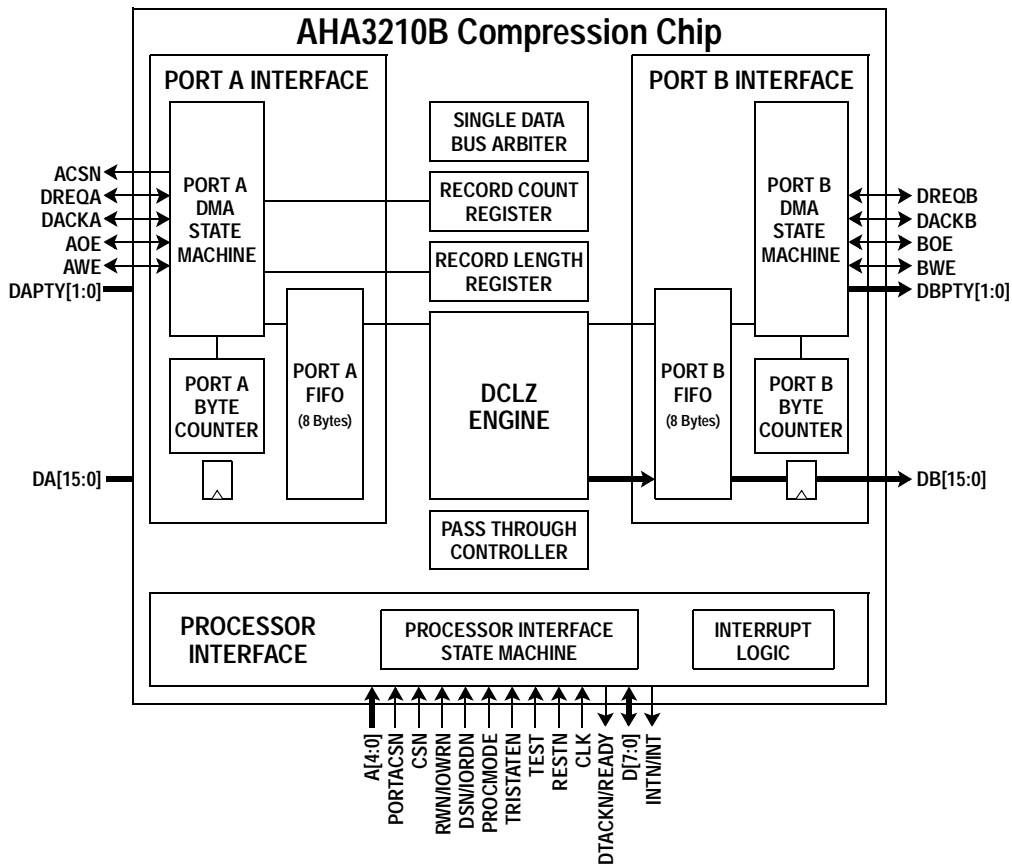 AHA3210B Compression Chip
PORT A INTERFACE
PORT B INTERFACE
PORT A
DMA
STATE
MACHINE
SINGLE DATA
BUS ARBITER
RECORD COUNT
REGISTER
RECORD LENGTH
REGISTER
PORT B
DMA
STATE
MACHINE
ACSN
DREQA
DACKA
AOE
AWE
DAPTY[1:0]
DREQB
DACKB
BOE
BWE
DBPTY[1:0]
PORT A
BYTE
COUNTER
PORT A
FIFO
(8 Bytes)
DCLZ
ENGINE
PORT B
FIFO
(8 Bytes)
PORT B
BYTE
COUNTER
DA[15:0]
DB[15:0]
PASS THROUGH
CONTROLLER
PROCESSOR
INTERFACE
PROCESSOR INTERFACE
STATE MACHINE
INTERRUPT
LOGIC
A[4:0]
PORTACSN
CSN
RWN/IOWRN
DSN/IORDN
PROCMODE
TRISTATEN
TEST
RESTN
CLK
DTACKN/READY
D[7:0]
INTN/INT